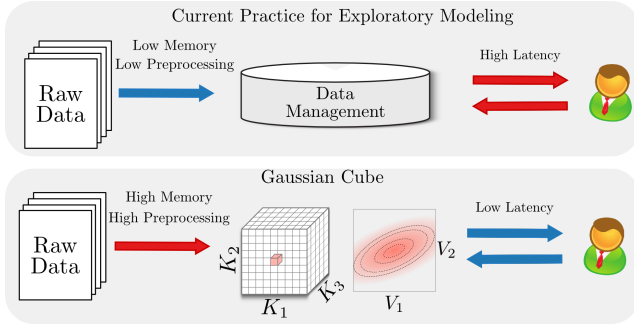 Current Practice for Exploratory Modeling
Low Memory
Low Preprocessing
High Latency
Raw
Data
Data
Management
Gaussian Cube
High Memory
High Preprocessing
Low Latency
Raw
Data
K2
K1
K3
V2
V1